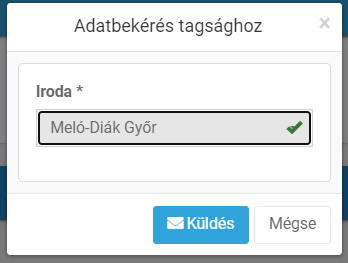 Adatbekérés tagsághoz ×
Iroda *
Meló-Diák Győr
Küldés Mégse